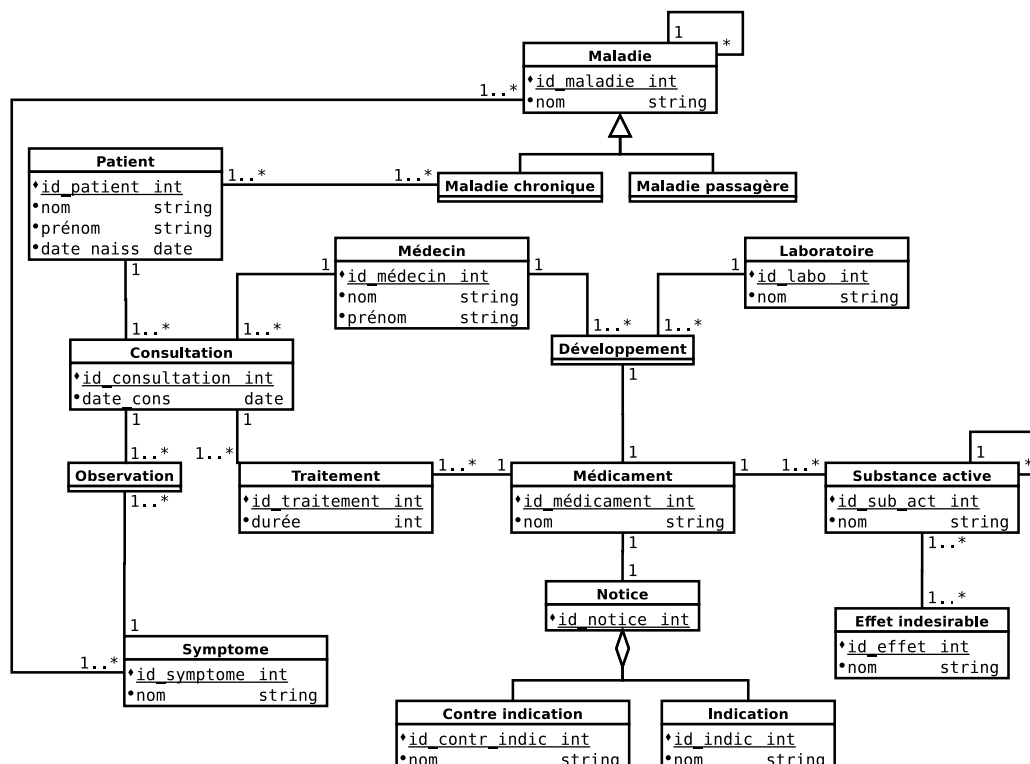 1
*
Maladie
id_maladie int
nom string
1..*
Patient
id_patient int
nom string
prénom string
date naiss date
1..*
1..*
Maladie chronique
Maladie passagère
Médecin
id_médecin int
nom string
prénom string
Laboratoire
id_labo int
nom string
1
1
1
1
1..*
1..*
1..*
1..*
Consultation
id_consultation int
date_cons date
Développement
1
1
1
1..*
1..*
1
1
*
Observation
Traitement
id_traitement int
durée int
1..*
1
Médicament
id_médicament int
nom string
1
1..*
Substance active
id_sub_act int
nom string
1..*
1
1..*
1
1..*
Notice
id_notice int
Effet indesirable
id_effet int
nom string
1
1..*
Symptome
id_symptome int
nom string
Contre indication
id_contr_indic int
nom string
Indication
id_indic int
nom string